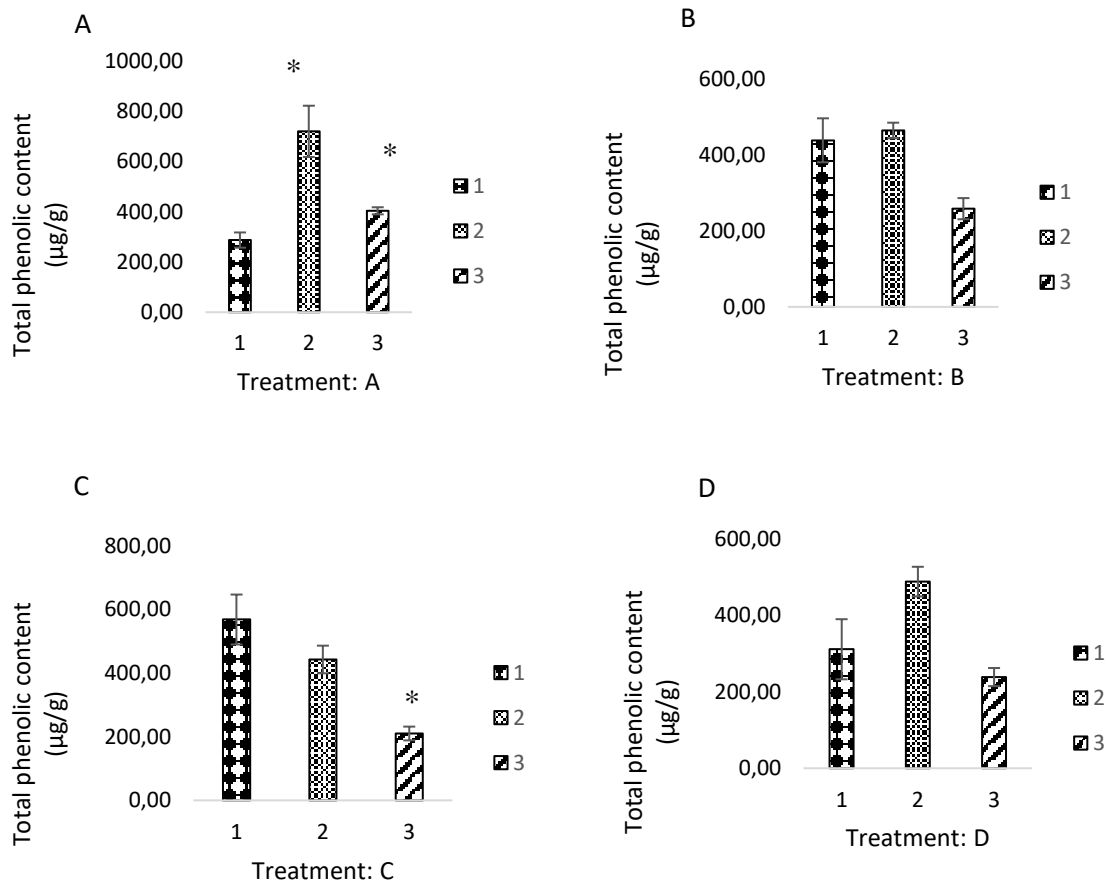 A
1000,00
800,00
600,00
400,00
200,00
0,00
Total phenolic content
(µg/g)
*
*
1
2
3
Treatment: A
1
2
3
B
600,00
400,00
200,00
0,00
Total phenolic content
(µg/g)
1
2
3
Treatment: B
1
2
3
C
800,00
600,00
400,00
200,00
0,00
Total phenolic content
(µg/g)
*
1
2
3
Treatment: C
1
2
3
D
600,00
400,00
200,00
0,00
Total phenolic content
(µg/g)
1
2
3
Treatment: D
1
2
3